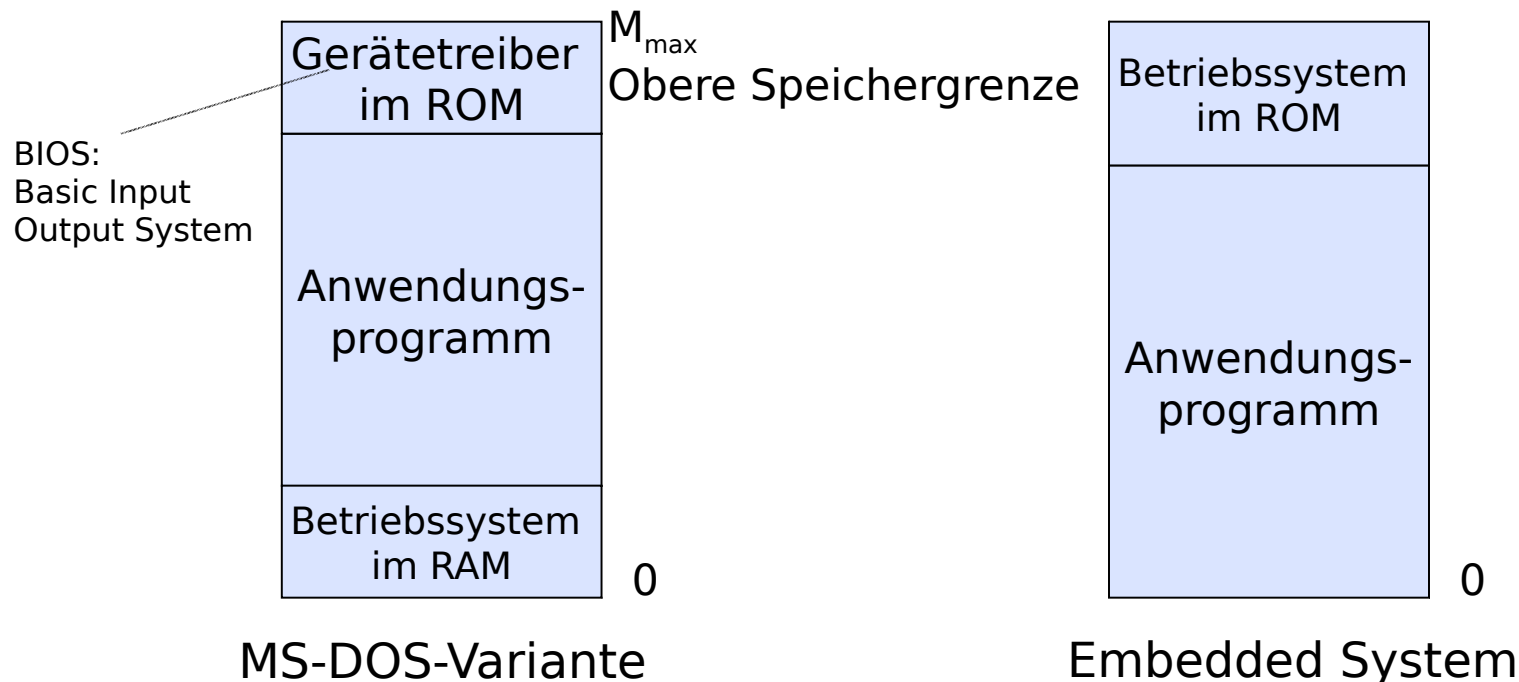 Gerätetreiber
im ROM
M_max
Obere Speichergrenze
BIOS:
Basic Input
Output System
Anwendungs-
programm
Betriebssystem
im RAM
0
MS-DOS-Variante
Betriebssystem
im ROM
Anwendungs-
programm
0
Embedded System